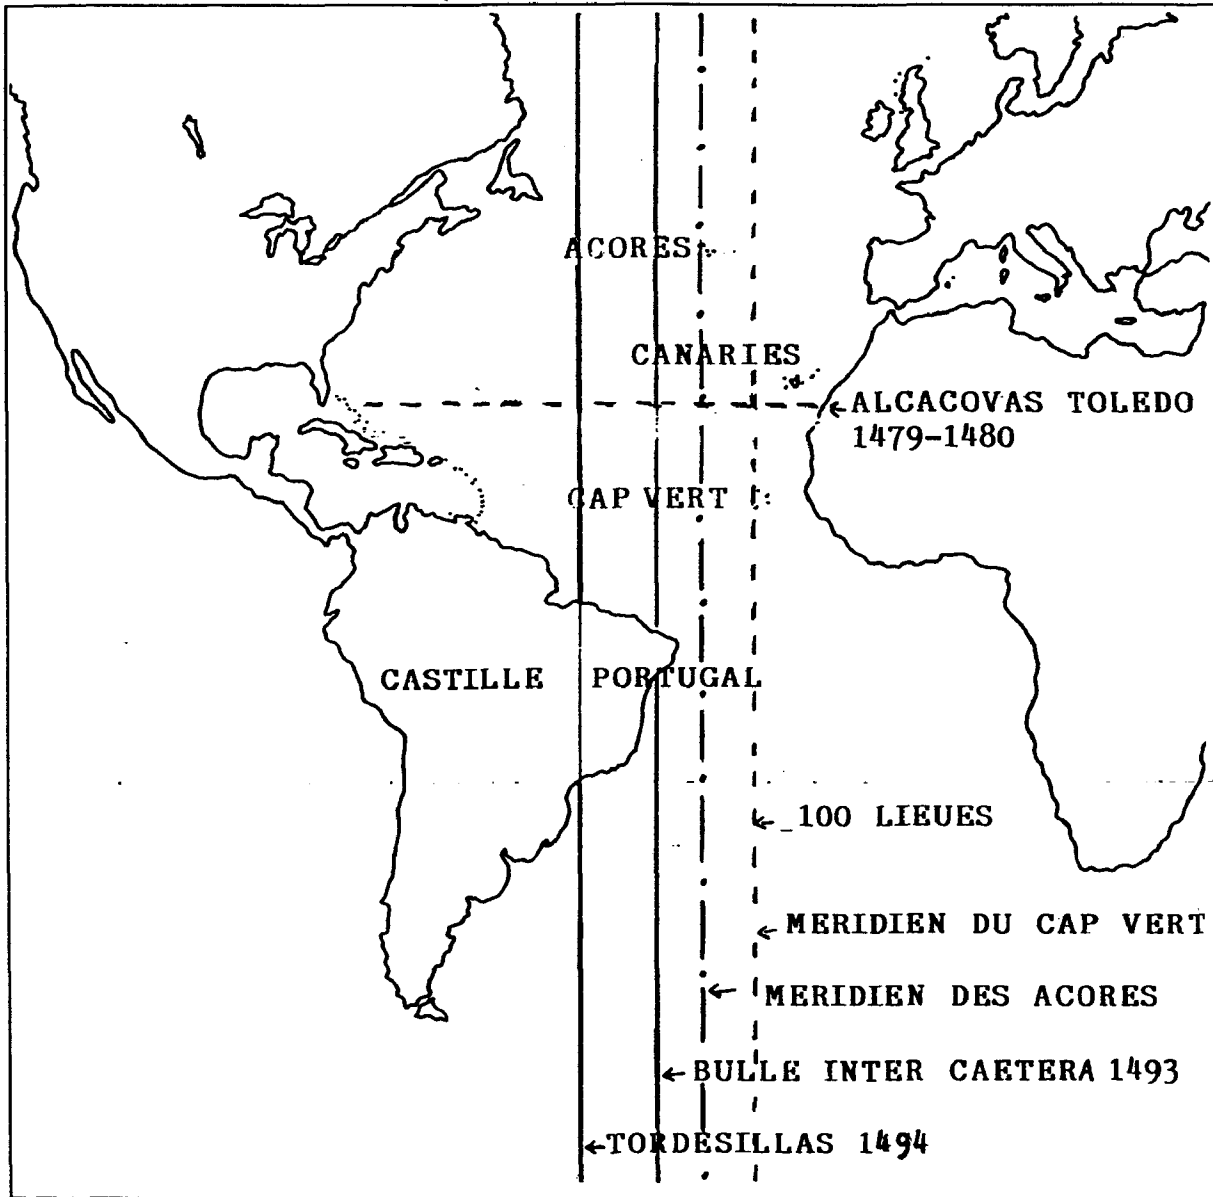 ACORES
CANARIES
ALCACOVAS TOLEDO
1479-1480
CAP VERT
CASTILLE PORTUGAL
100 LIEUES
MERIDIEN DU CAP VERT
MERIDIEN DES ACORES
BULLE INTER CAETERA 1493
TORDESILLAS 1494